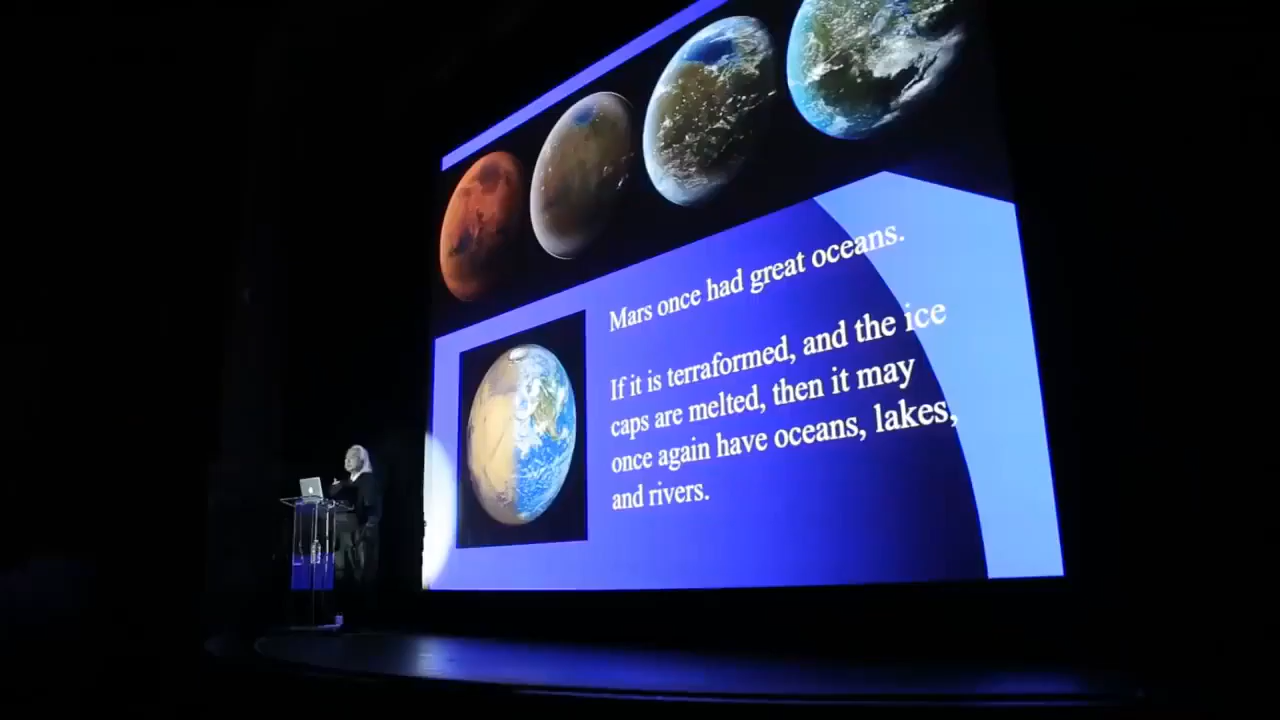 Mars once had great oceans.
If it is terraformed, and the ice
caps are melted, then it may
once again have oceans, lakes,
and rivers.